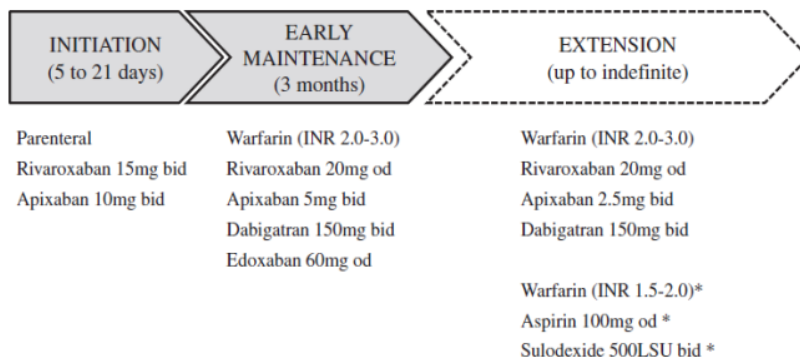 INITIATION
(5 to 21 days)
EARLY
MAINTENANCE
(3 months)
EXTENSION
(up to indefinite)
Parenteral
Rivaroxaban 15mg bid
Apixaban 10mg bid
Warfarin (INR 2.0-3.0)
Rivaroxaban 20mg od
Apixaban 5mg bid
Dabigatran 150mg bid
Edoxaban 60mg od
Warfarin (INR 2.0-3.0)
Rivaroxaban 20mg od
Apixaban 2.5mg bid
Dabigatran 150mg bid
Warfarin (INR 1.5-2.0)*
Aspirin 100mg od *
Sulodexide 500LSU bid *